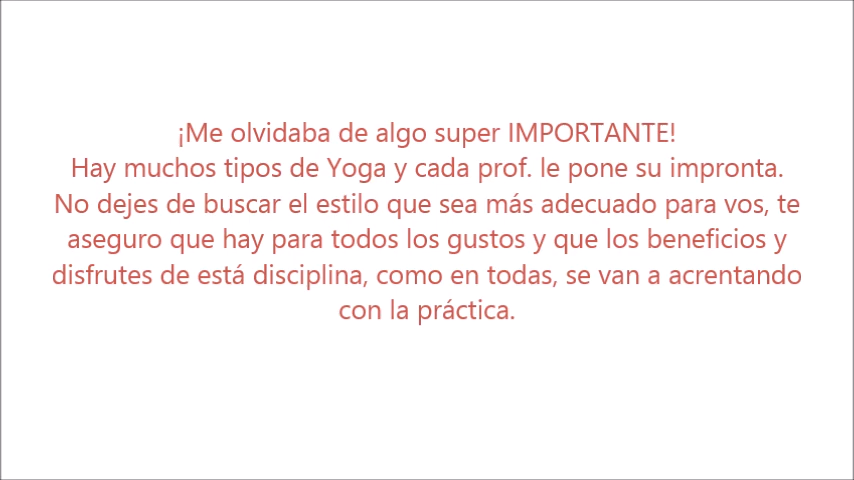 ¡Me olvidaba de algo super IMPORTANTE!
Hay muchos tipos de Yoga y cada prof. le pone su impronta.
No dejes de buscar el estilo que sea más adecuado para vos, te
aseguro que hay para todos los gustos y que los beneficios y
disfrutes de está disciplina, como en todas, se van a acrentando
con la práctica.